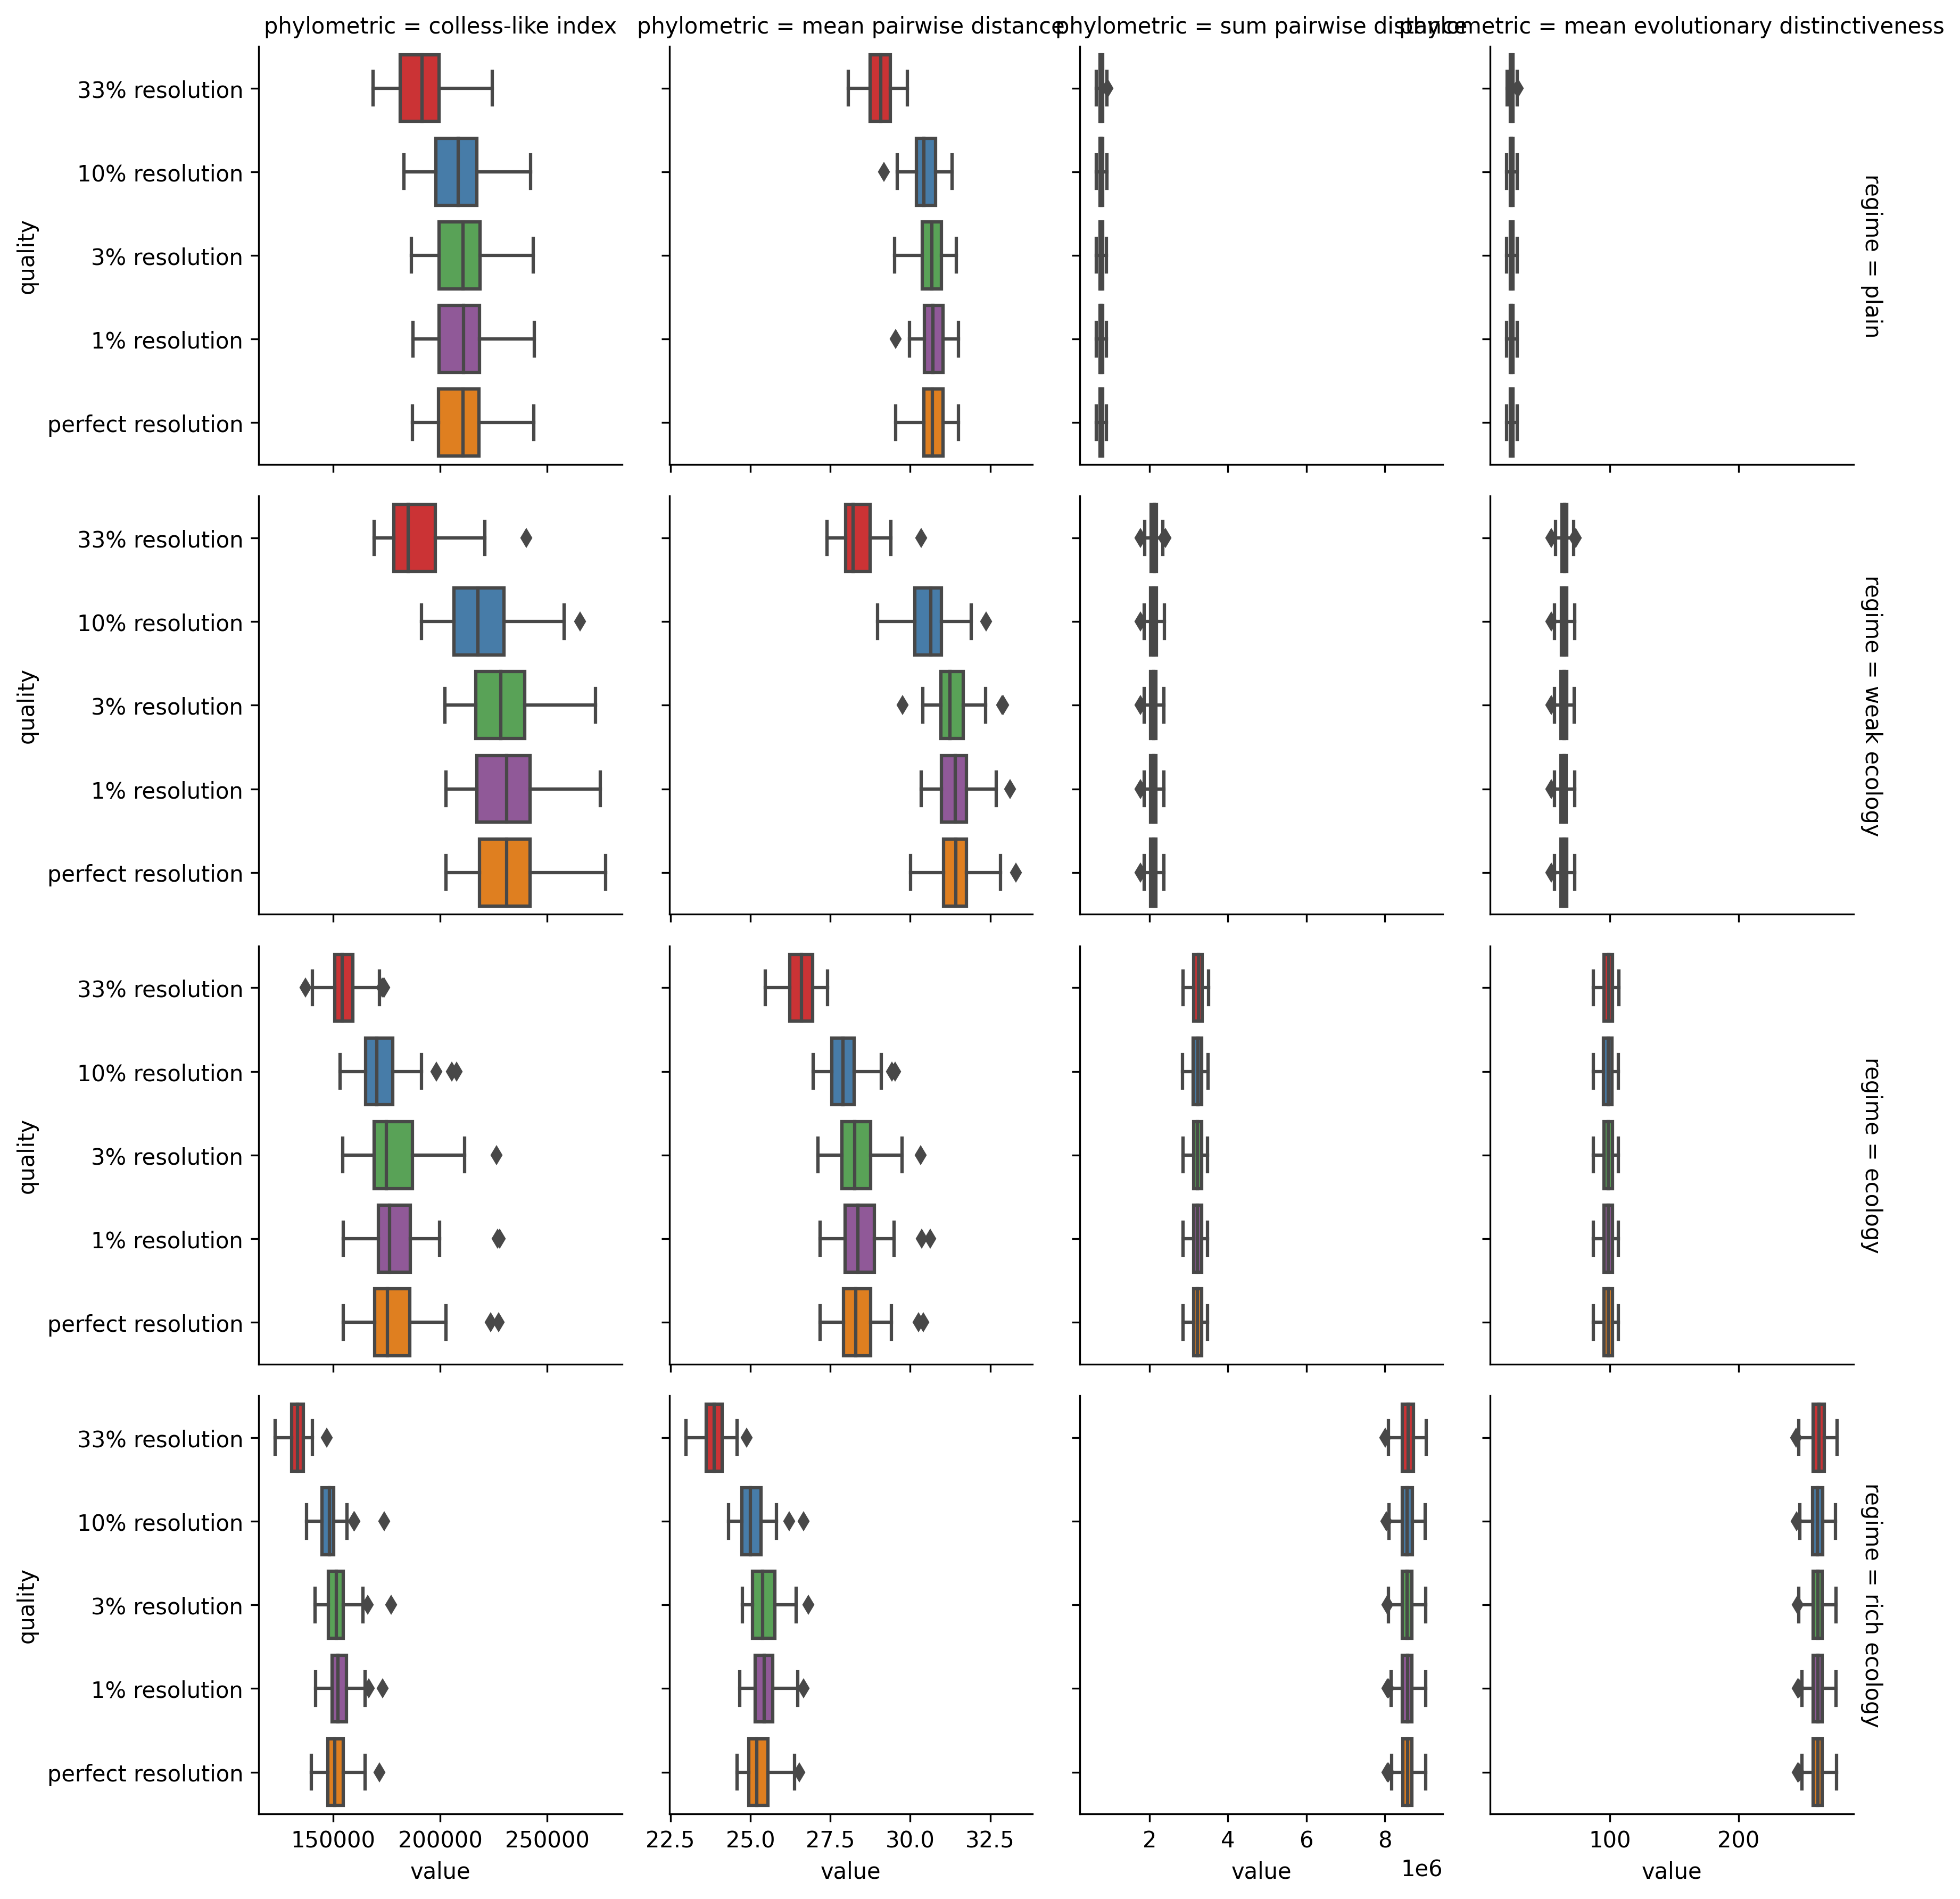 phylometric = colless-like index
phylometric = mean pairwise distance
phylometric = sum pairwise distance
phylometric = mean evolutionary distinctiveness
33% resolution
10% resolution
3% resolution
1% resolution
perfect resolution
quality
regime = plain
33% resolution
10% resolution
3% resolution
1% resolution
perfect resolution
quality
regime = weak ecology
33% resolution
10% resolution
3% resolution
1% resolution
perfect resolution
quality
regime = ecology
33% resolution
10% resolution
3% resolution
1% resolution
perfect resolution
quality
regime = rich ecology
150000 200000 250000
value
22.5 25.0 27.5 30.0 32.5
value
2 4 6 8
1e6
value
100 200
value